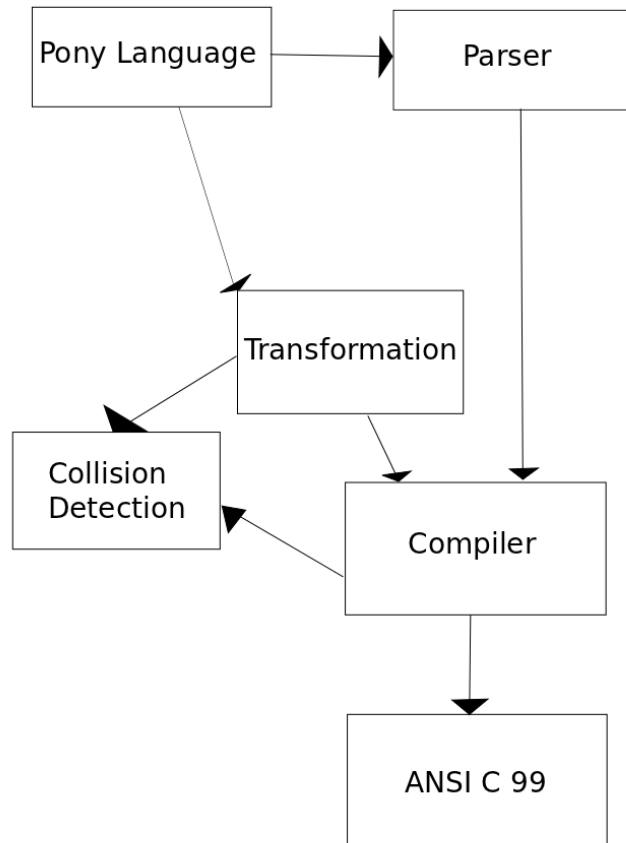 Pony Language
Parser
Transformation
Collision
Detection
Compiler
ANSI C 99